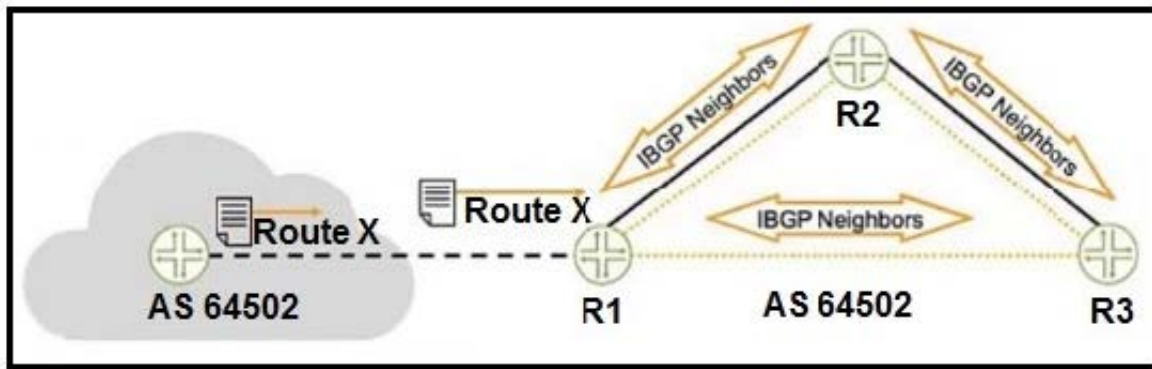 IBGP Neighbors
IBGP Neighbors
R2
Route X
Route X
IBGP Neighbors
AS 64502
R1
AS 64502
R3